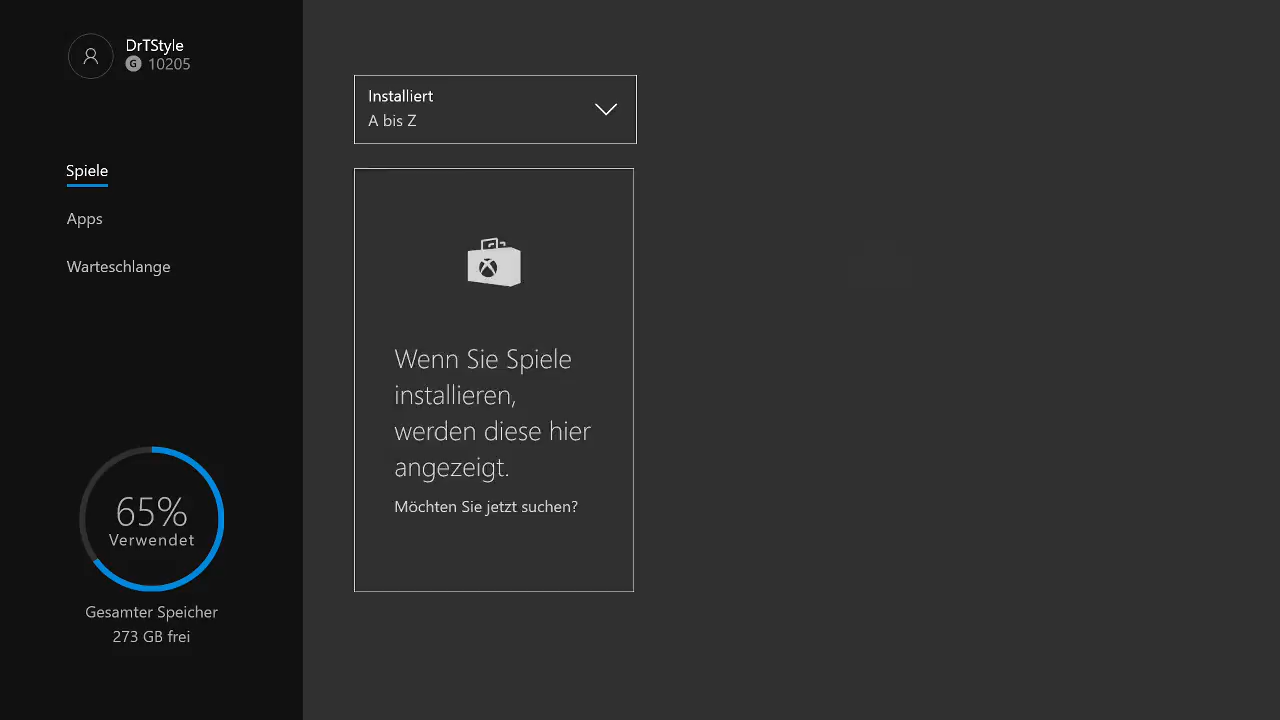 DrTStyle
G 10205
Spiele
Apps
Warteschlange
65%
Verwendet
Gesamter Speicher
273 GB frei
Installiert
A bis Z
Wenn Sie Spiele
installieren,
werden diese hier
angezeigt.
Möchten Sie jetzt suchen?